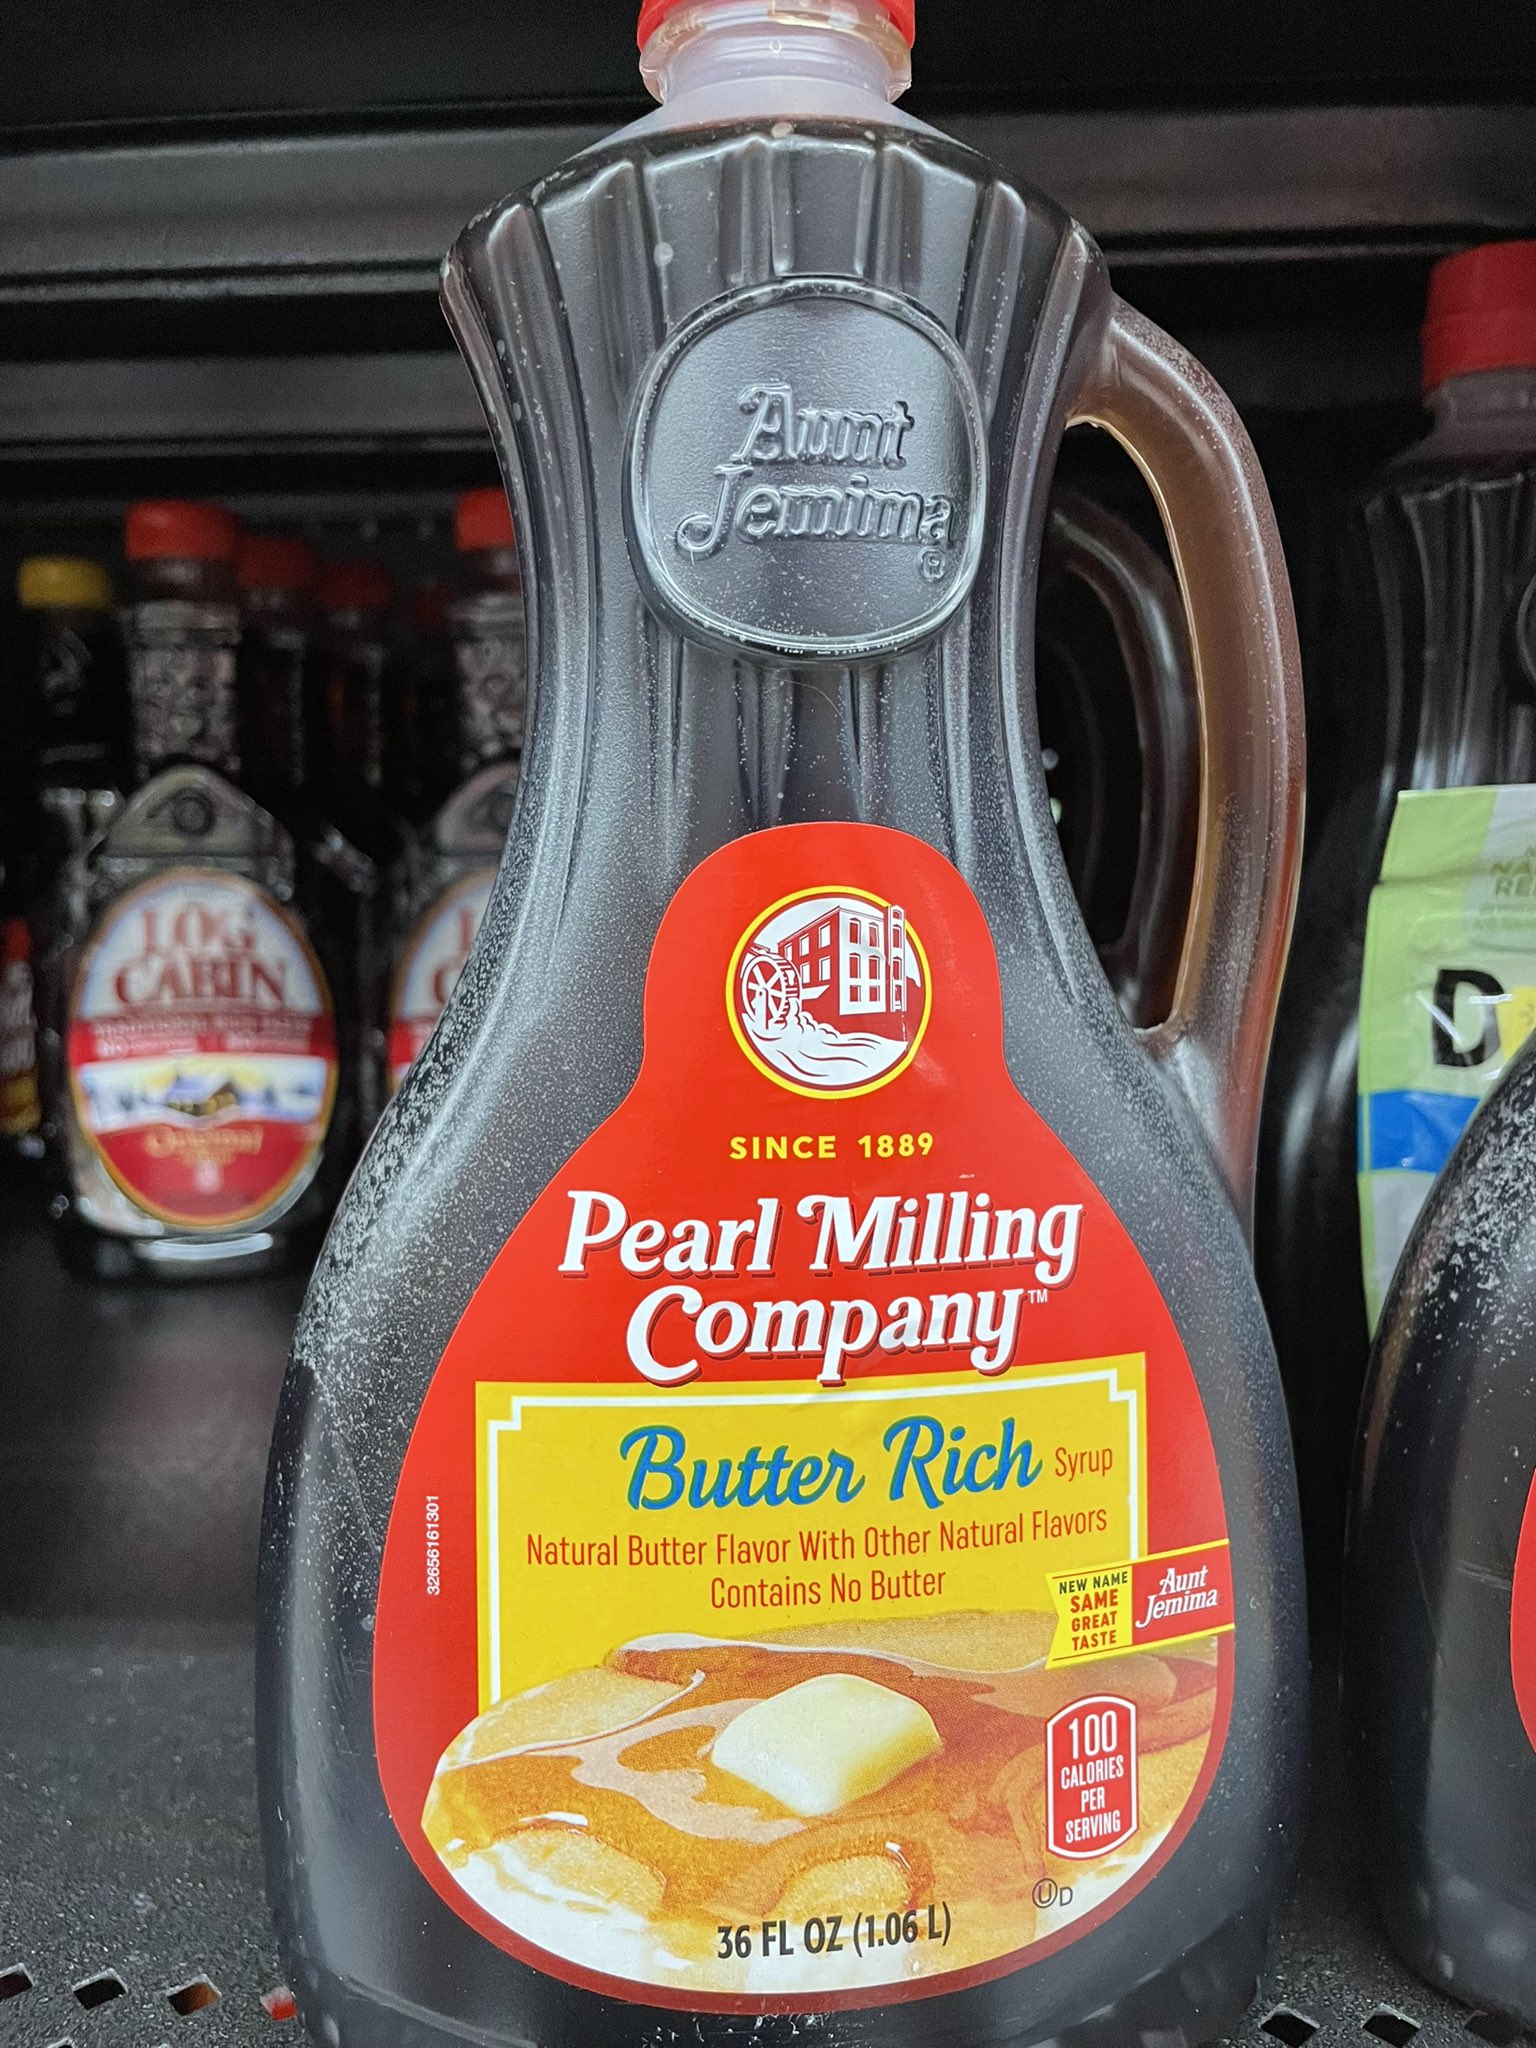 Aunt
Jemima
®
SINCE 1889
Pearl Milling
Company™
Butter Rich Syrup
Natural Butter Flavor With Other Natural Flavors
Contains No Butter
NEW NAME
SAME
GREAT
TASTE
Aunt
Jemima
100
CALORIES
PER
SERVING
U D
36 FL OZ (1.06 L)
32656161301
LOG
CABIN
Original
L
C
D